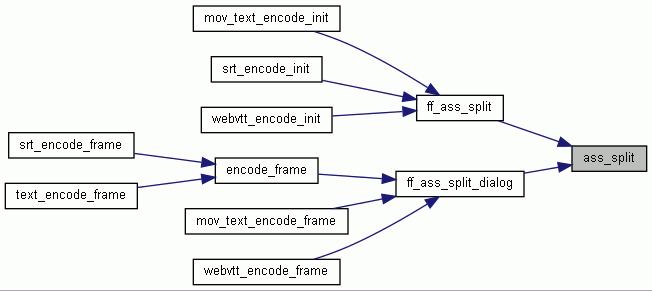 mov_text_encode_init
srt_encode_init
ff_ass_split
webvtt_encode_init
srt_encode_frame
ass_split
encode_frame
text_encode_frame
ff_ass_split_dialog
mov_text_encode_frame
webvtt_encode_frame